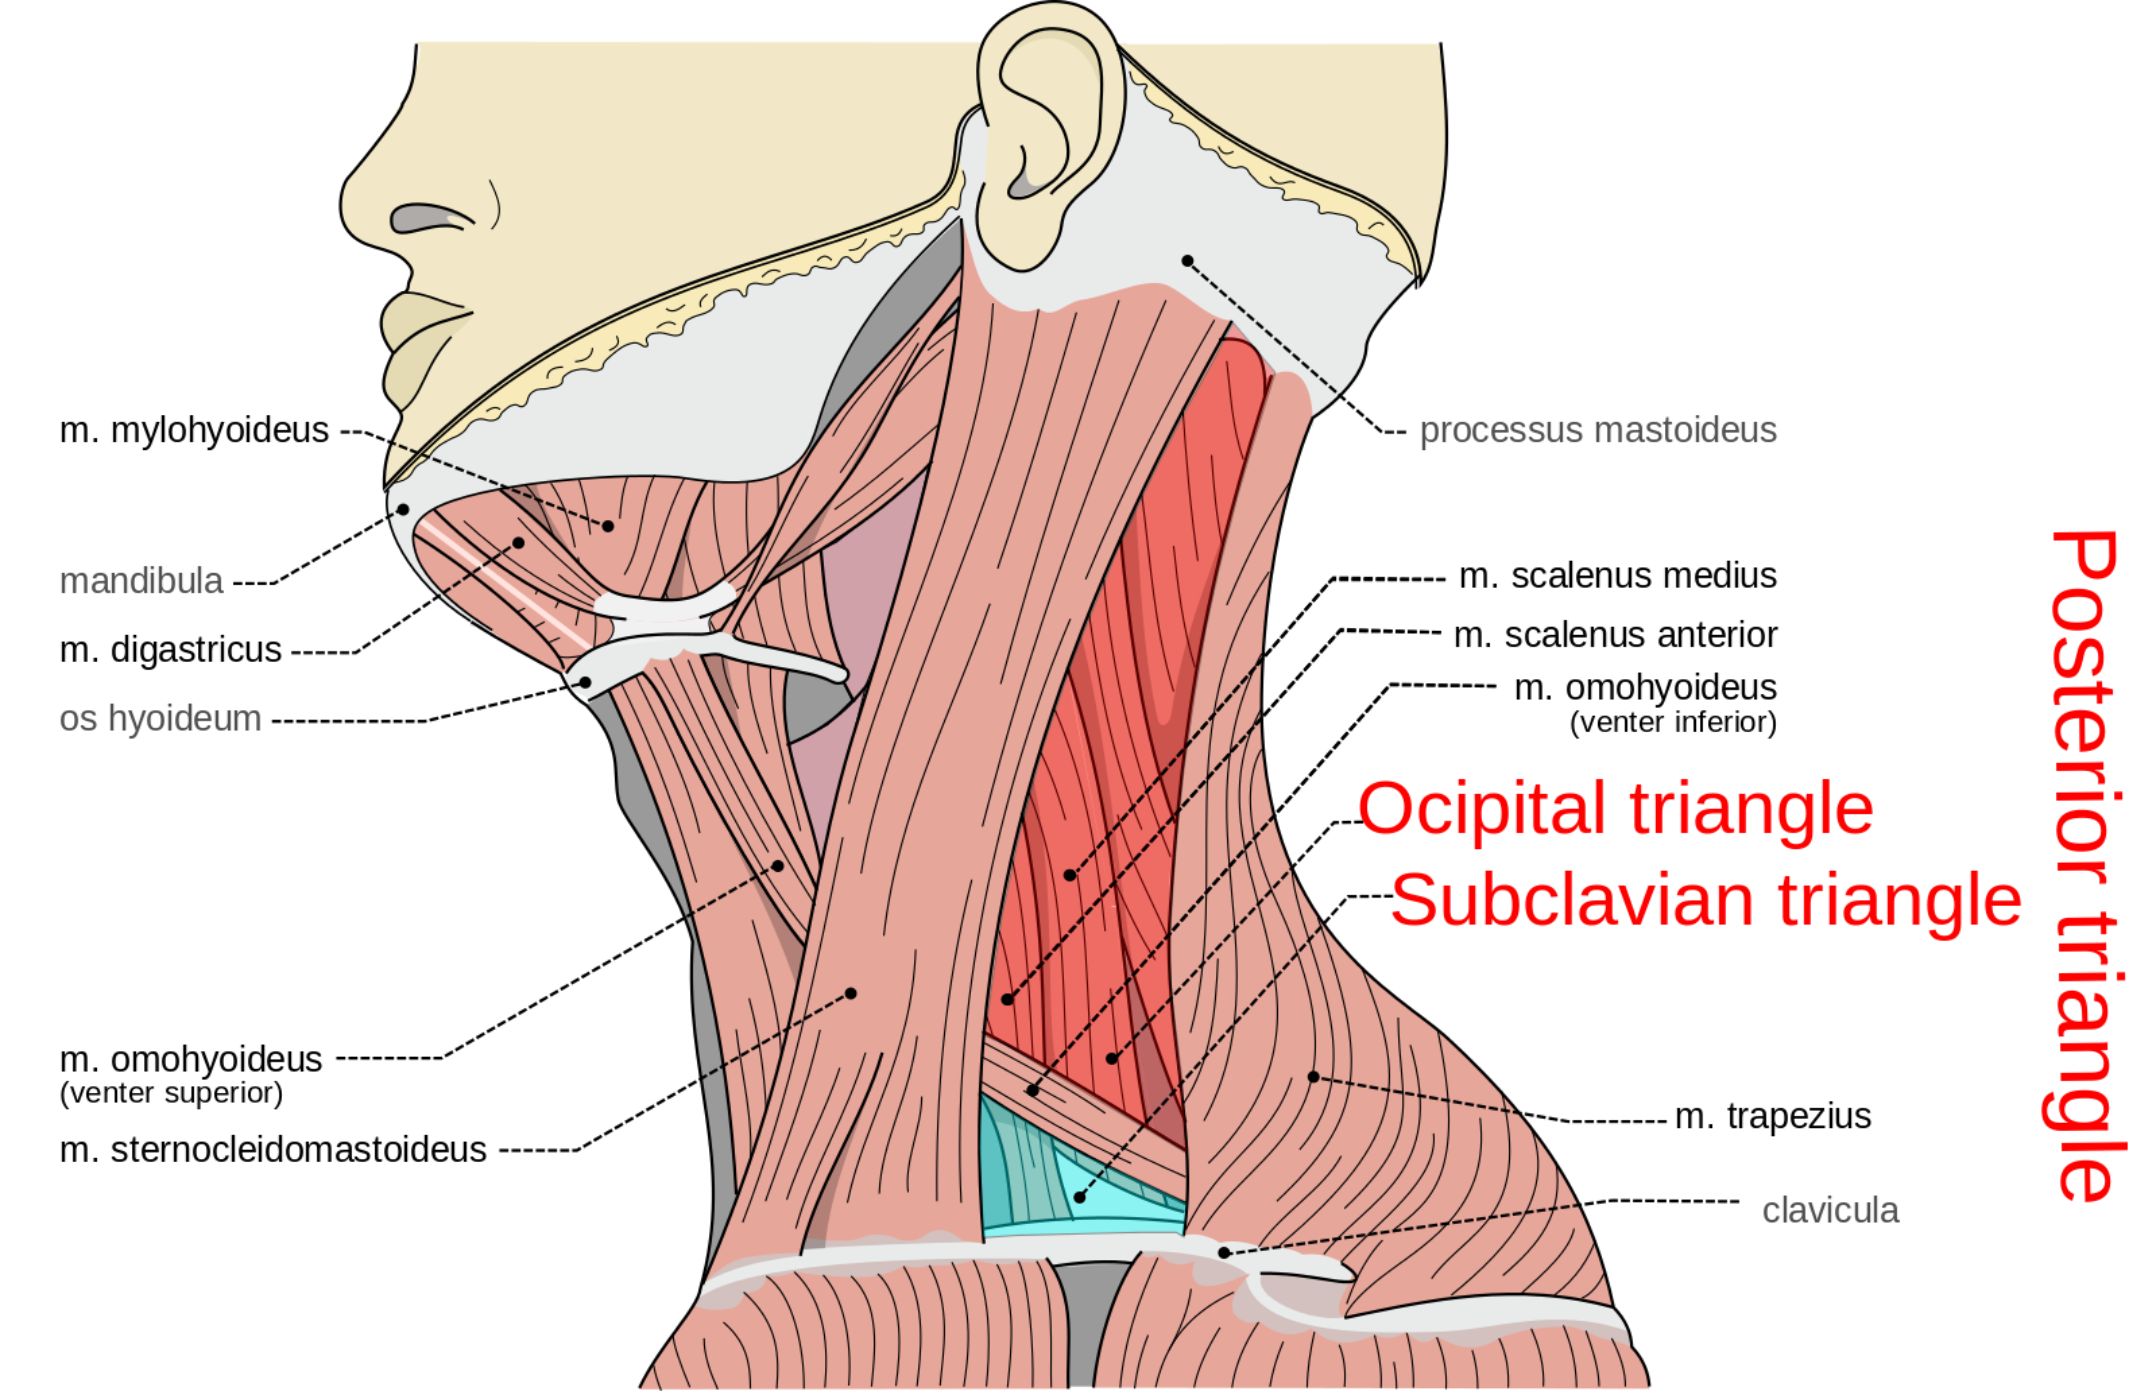 m. mylohyoideus
mandibula
m. digastricus
os hyoideum
m. omohyoideus
(venter superior)
m. sternocleidomastoideus
processus mastoideus
m. scalenus medius
m. scalenus anterior
m. omohyoideus
(venter inferior)
Ocipital triangle
Subclavian triangle
m. trapezius
clavicula
Posterior triangle